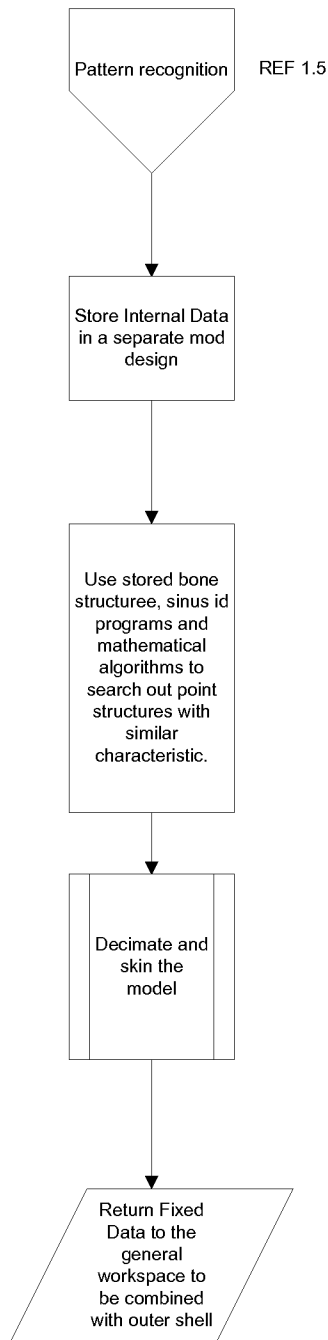 Pattern recognition
REF 1.5
Store Internal Data
in a separate mod
design
Use stored bone
structuree, sinus id
programs and
mathematical
algorithms to
search out point
structures with
similar
characteristic.
Decimate and
skin the
model
Return Fixed
Data to the
general
workspace to
be combined
with outer shell